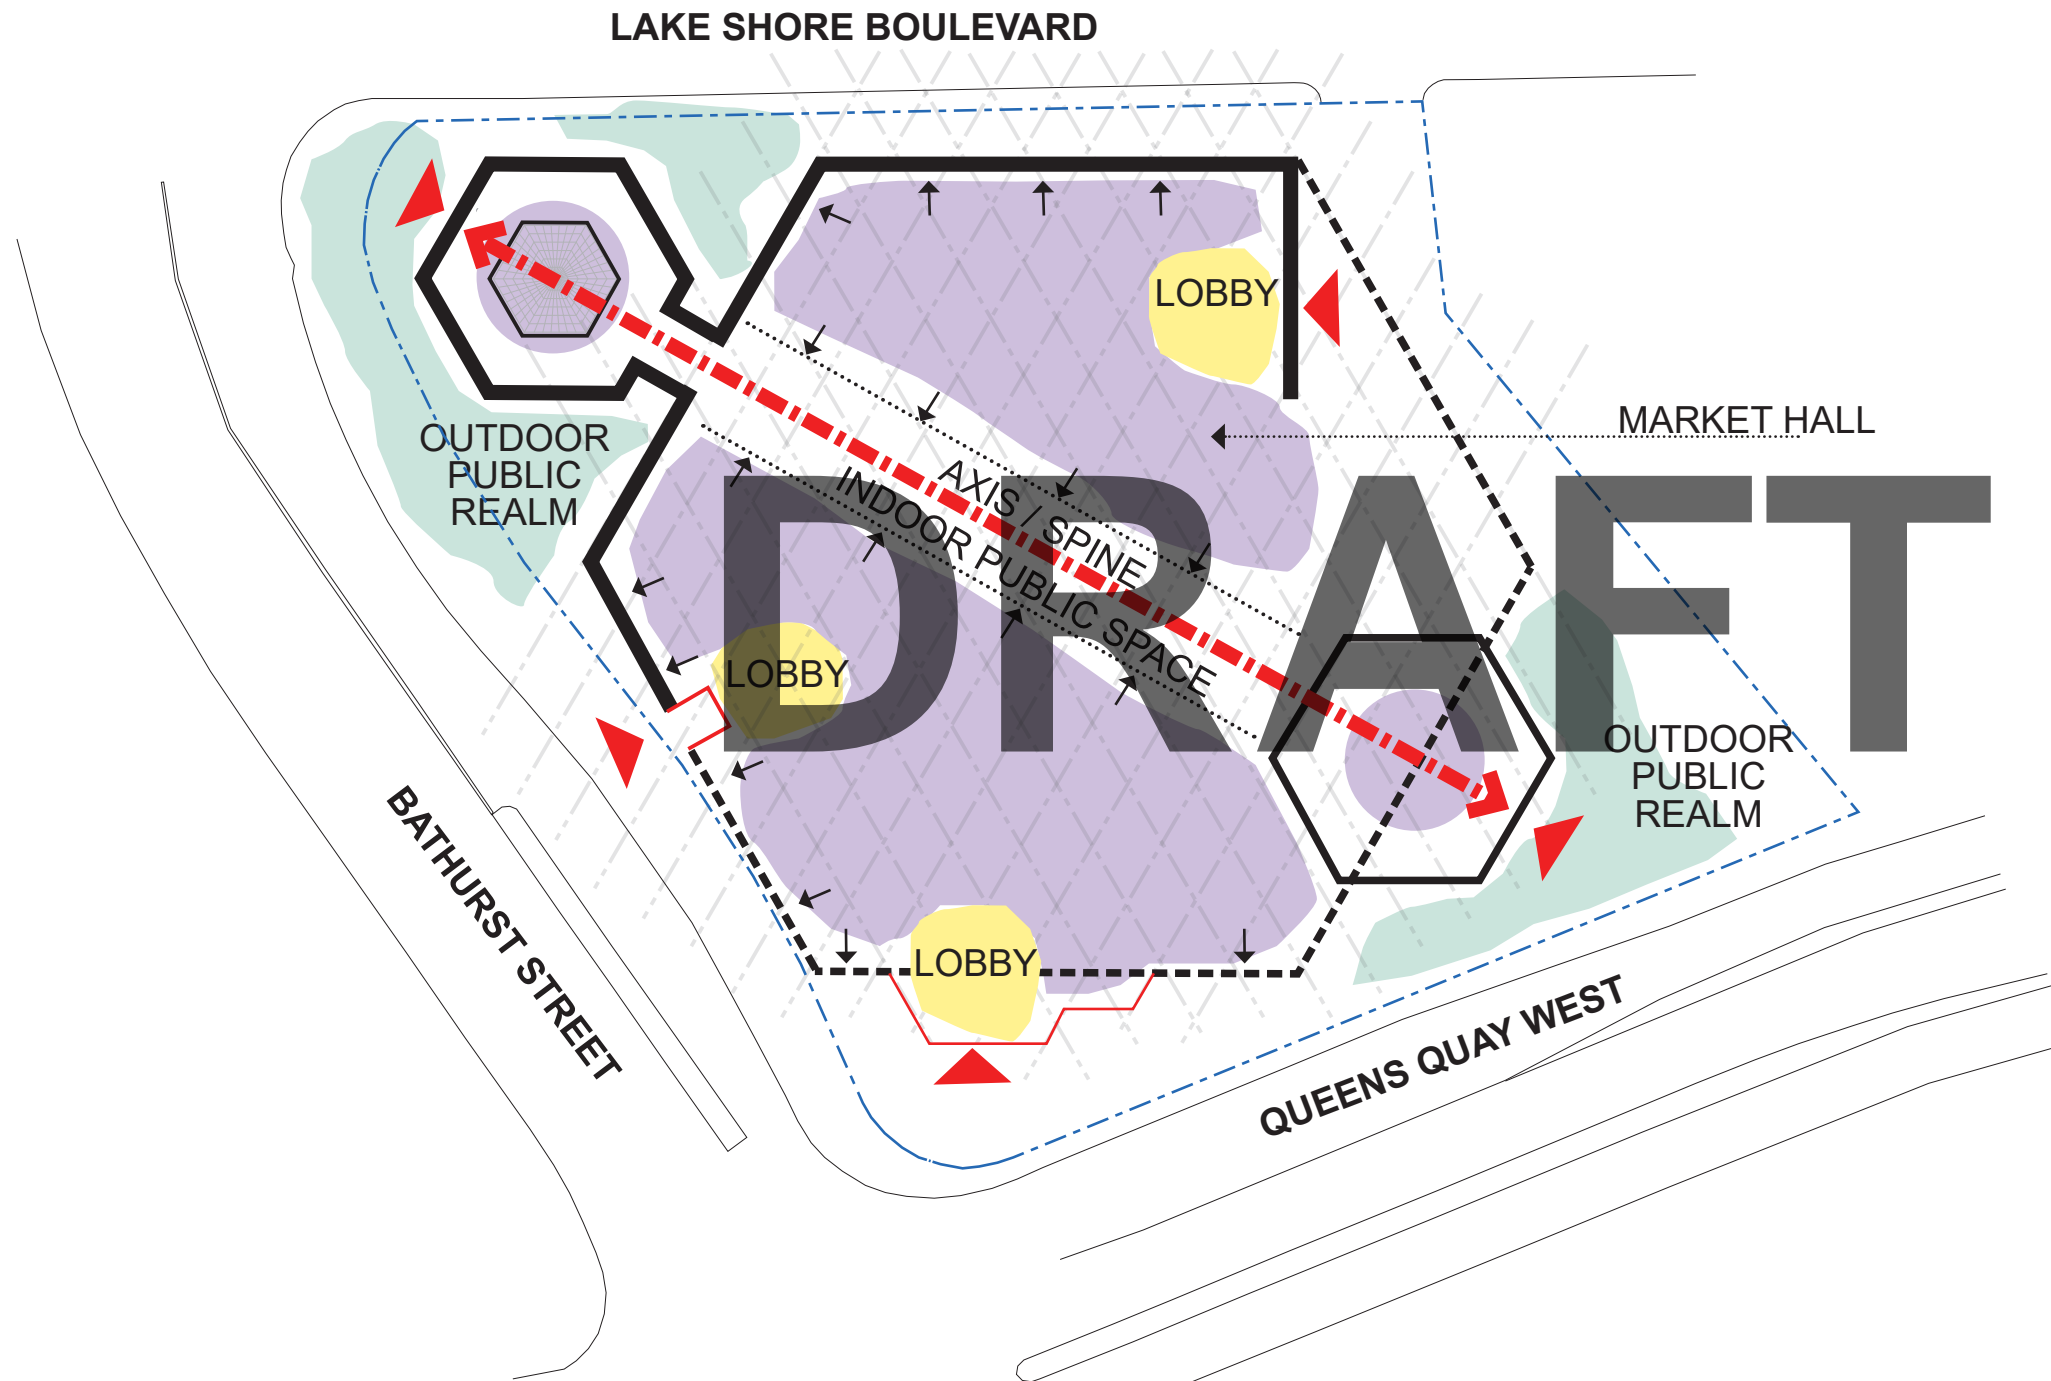 LAKE SHORE BOULEVARD
LOBBY
MARKET HALL
OUTDOOR
PUBLIC
REALM
AXIS / SPINE
INDOOR PUBLIC SPACE
DRAFT
LOBBY
OUTDOOR
PUBLIC
REALM
BATHURST STREET
LOBBY
QUEENS QUAY WEST